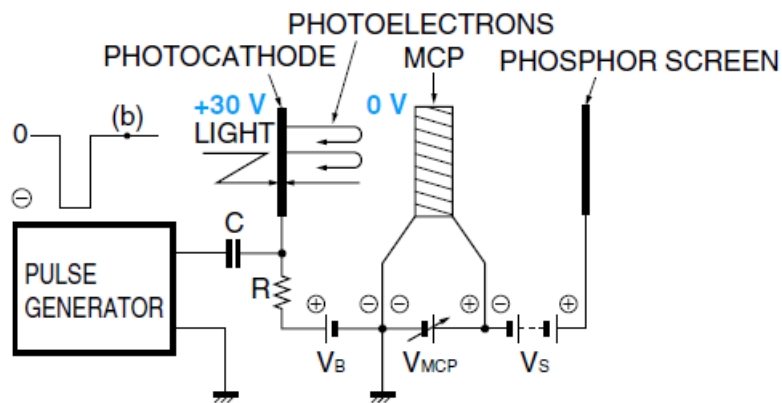 PHOTOELECTRONS
PHOTOCATHODE
MCP
PHOSPHOR SCREEN
+30 V
0 V
0
(b)
LIGHT
⊖
C
PULSE
GENERATOR
R
⊕ ⊖ ⊖ ⊕ ⊖ ⊕
VB
VMCP
VS